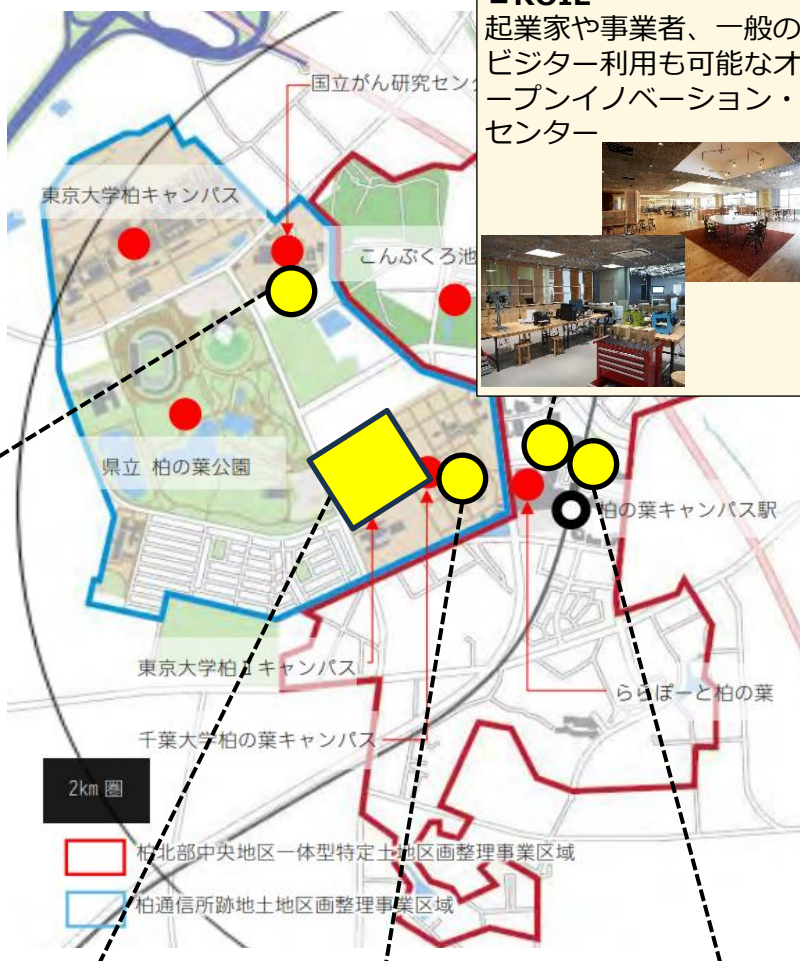 ■KOIL
起業家や事業者、一般の
ビジター利用も可能なオ
ープンイノベーション・
センター
国立がん研究セン
東京大学柏キャンパス
こんぶくろ池
県立 柏の葉公園
柏の葉キャンパス駅
東京大学柏Ⅱキャンパス
ららぽーと柏の葉
千葉大学柏の葉キャンパス
2km 圏
柏北部中央地区一体型特定土地区画整理事業区域
柏通信所跡地土地区画整理事業区域